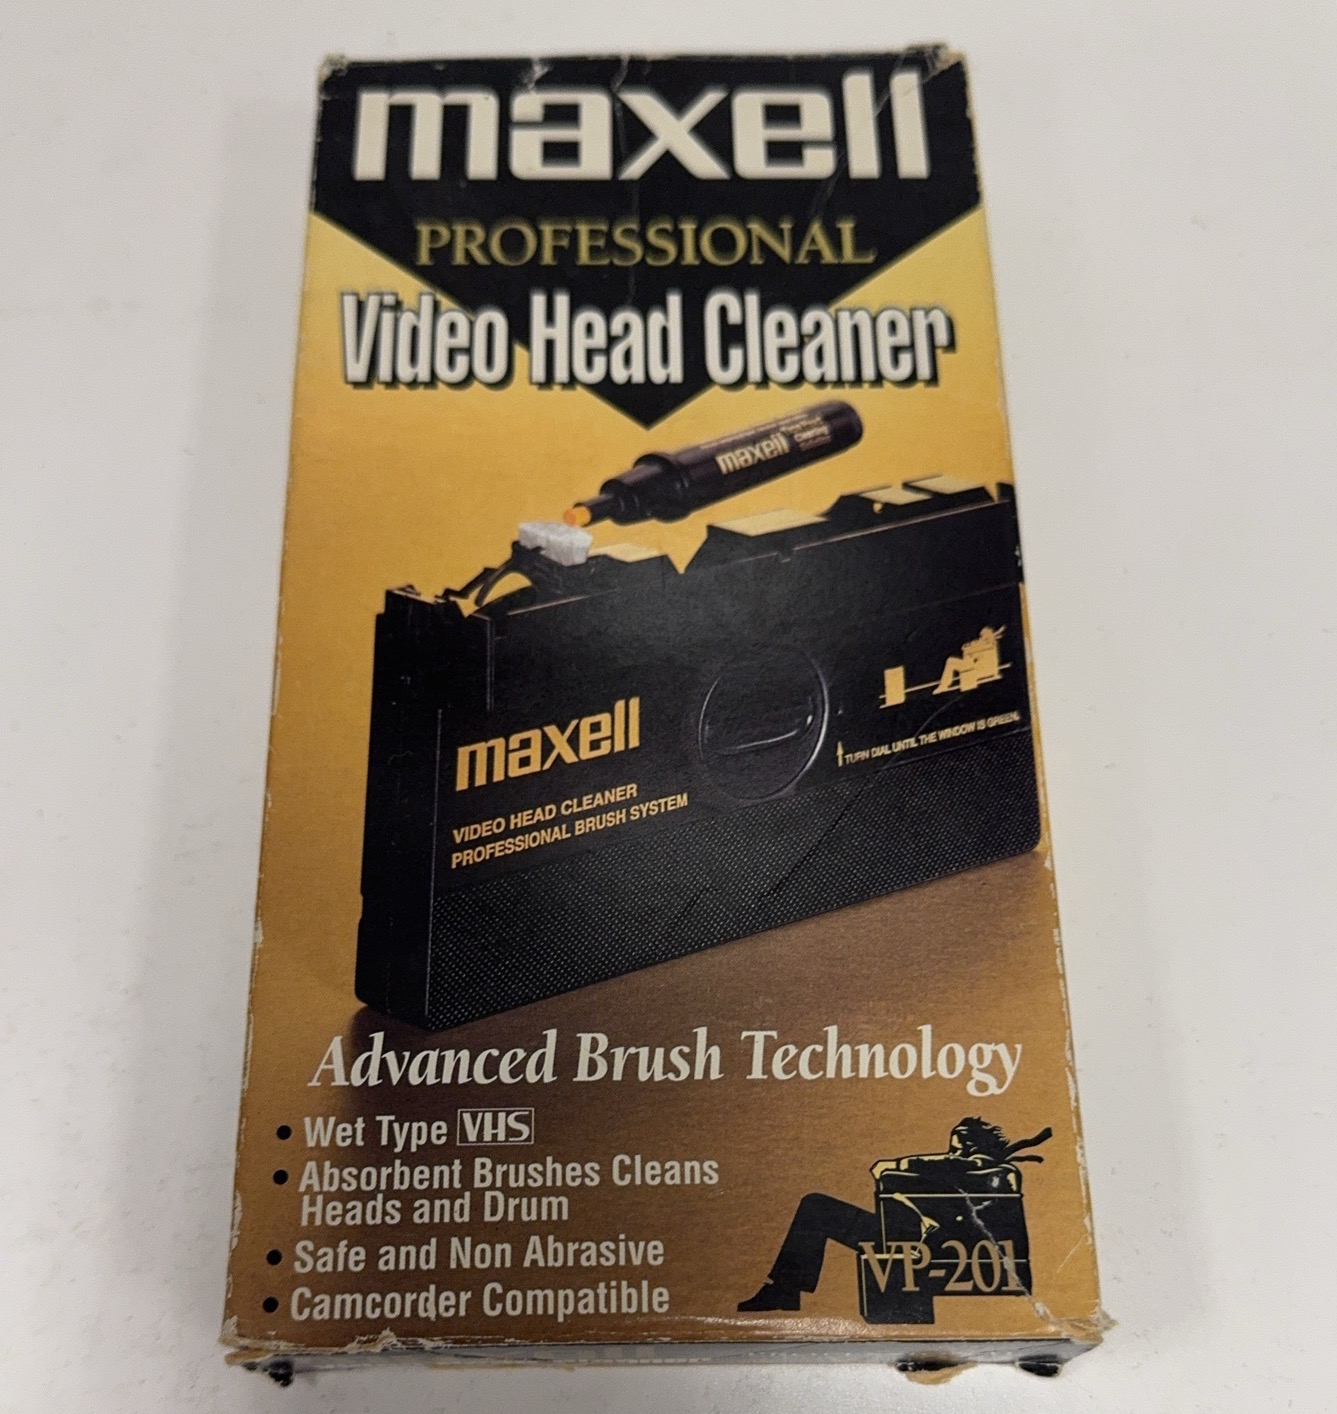 maxell
PROFESSIONAL
Video Head Cleaner
maxell
maxell
VIDEO HEAD CLEANER
PROFESSIONAL BRUSH SYSTEM
TURN DIAL UNTIL THE WINDOW IS GREEN.
Advanced Brush Technology
• Wet Type VHS
• Absorbent Brushes Cleans
Heads and Drum
• Safe and Non Abrasive
• Camcorder Compatible
VP-201